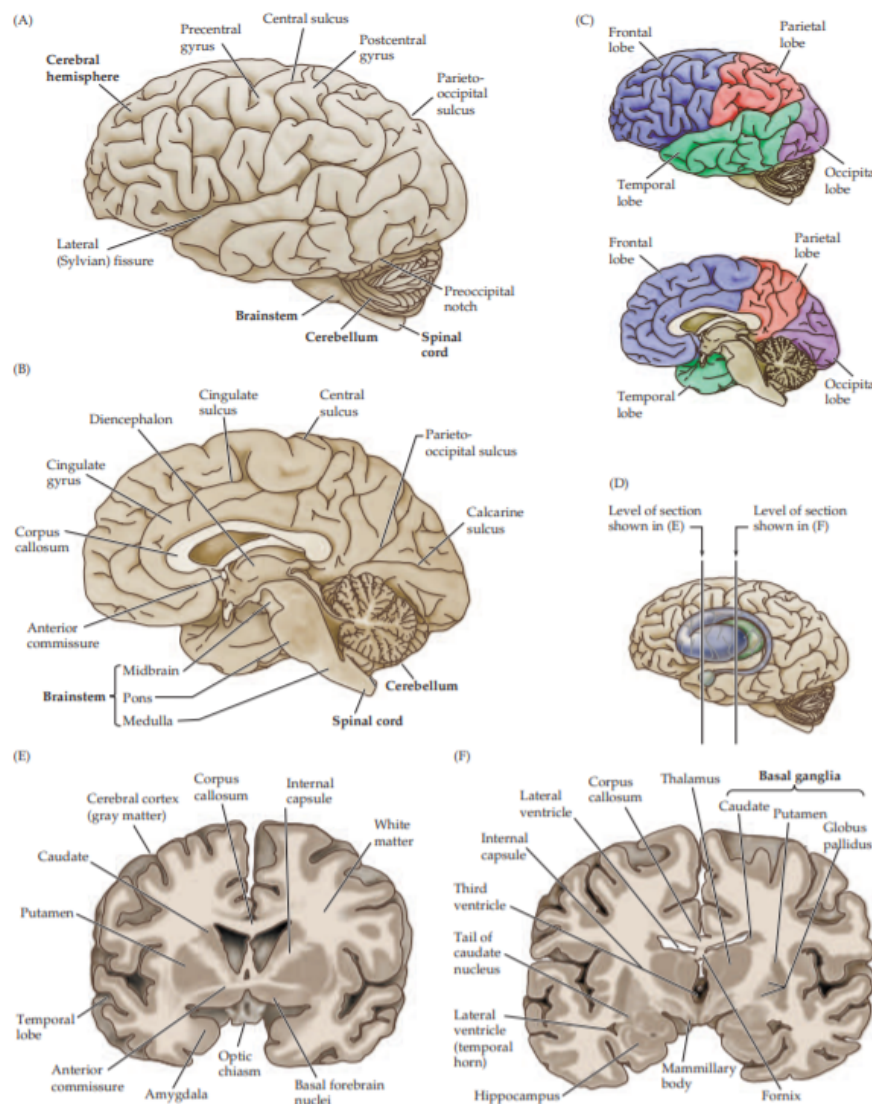 (A)
Precentral
gyrus
Central sulcus
Postcentral
gyrus
Cerebral
hemisphere
Parieto-
occipital
sulcus
Lateral
(Sylvian) fissure
Preoccipital
notch
Brainstem
Cerebellum
Spinal
cord
(B)
Cingulate
sulcus
Central
sulcus
Diencephalon
Parieto-
occipital sulcus
Cingulate
gyrus
Corpus
callosum
Calcarine
sulcus
Anterior
commissure
Brainstem
Midbrain
Pons
Medulla
Cerebellum
Spinal cord
(C)
Frontal
lobe
Parietal
lobe
Temporal
lobe
Occipital
lobe
Frontal
lobe
Parietal
lobe
Temporal
lobe
Occipital
lobe
(D)
Level of section
shown in (E)
Level of section
shown in (F)
(E)
Corpus
callosum
Internal
capsule
Cerebral cortex
(gray matter)
White
matter
Caudate
Putamen
Temporal
lobe
Anterior
commissure
Amygdala
Optic
chiasm
Basal forebrain
nuclei
(F)
Corpus
callosum
Thalamus
Basal ganglia
Lateral
ventricle
Caudate
Putamen
Globus
pallidus
Internal
capsule
Third
ventricle
Tail of
caudate
nucleus
Lateral
ventricle
(temporal
horn)
Hippocampus
Mammillary
body
Fornix